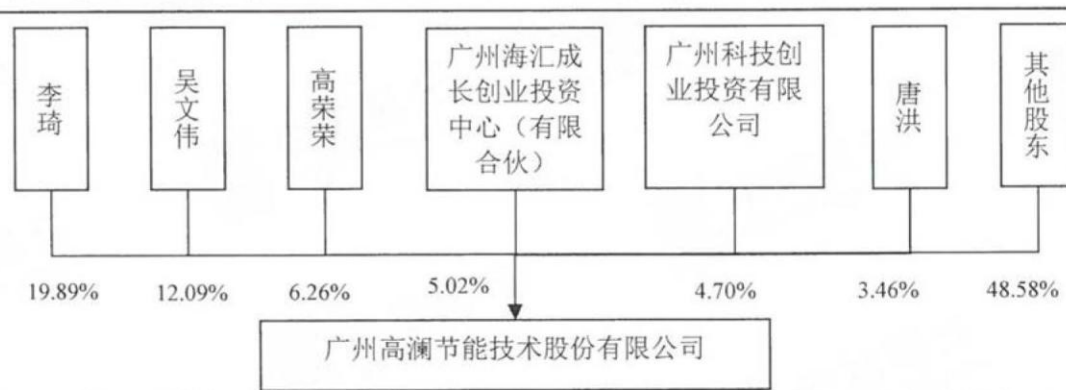 李琦
吴文伟
高荣荣
广州海汇成
长创业投资
中心（有限
合伙）
广州科技创
业投资有限
公司
唐洪
其他股东
19.89%
12.09%
6.26%
5.02%
4.70%
3.46%
48.58%
广州高澜节能技术股份有限公司